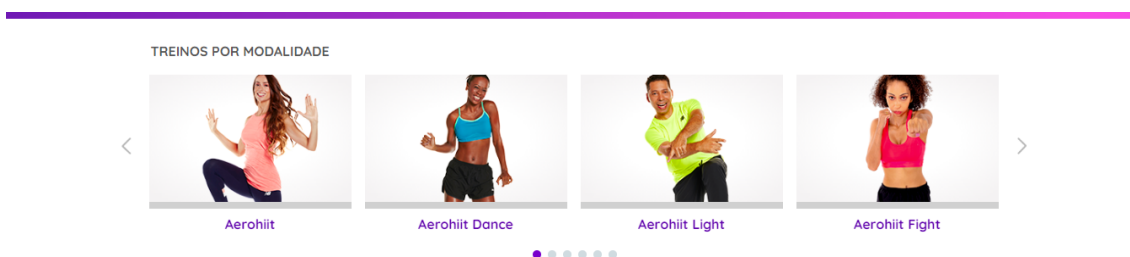 TREINOS POR MODALIDADE
Aerohiit
Aerohiit Dance
Aerohiit Light
Aerohiit Fight